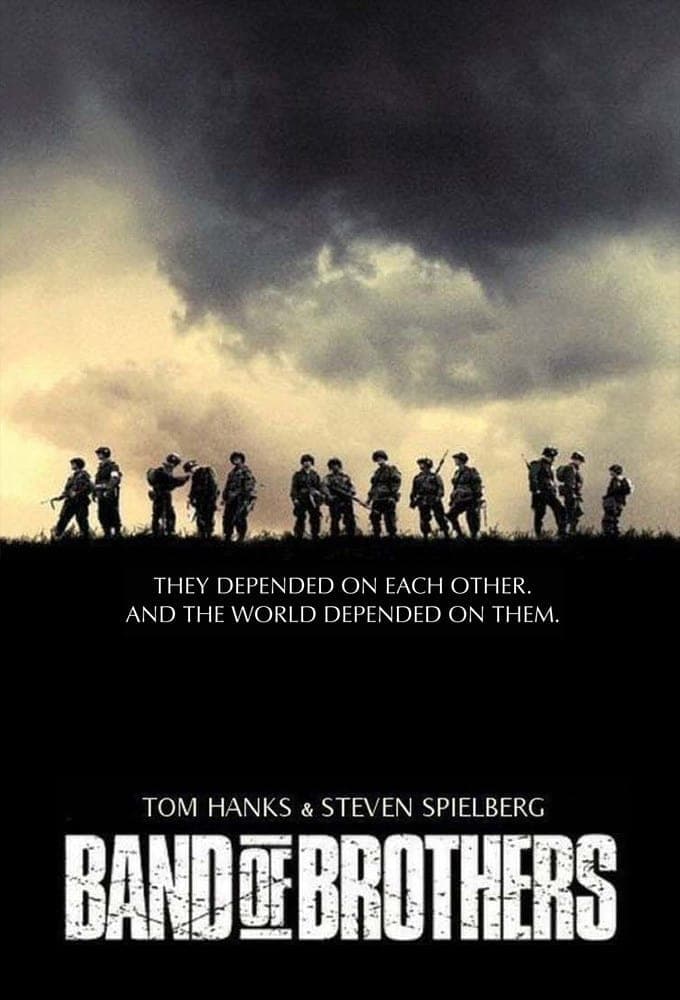 THEY DEPENDED ON EACH OTHER.
AND THE WORLD DEPENDED ON THEM.
TOM HANKS & STEVEN SPIELBERG
BAND OF BROTHERS